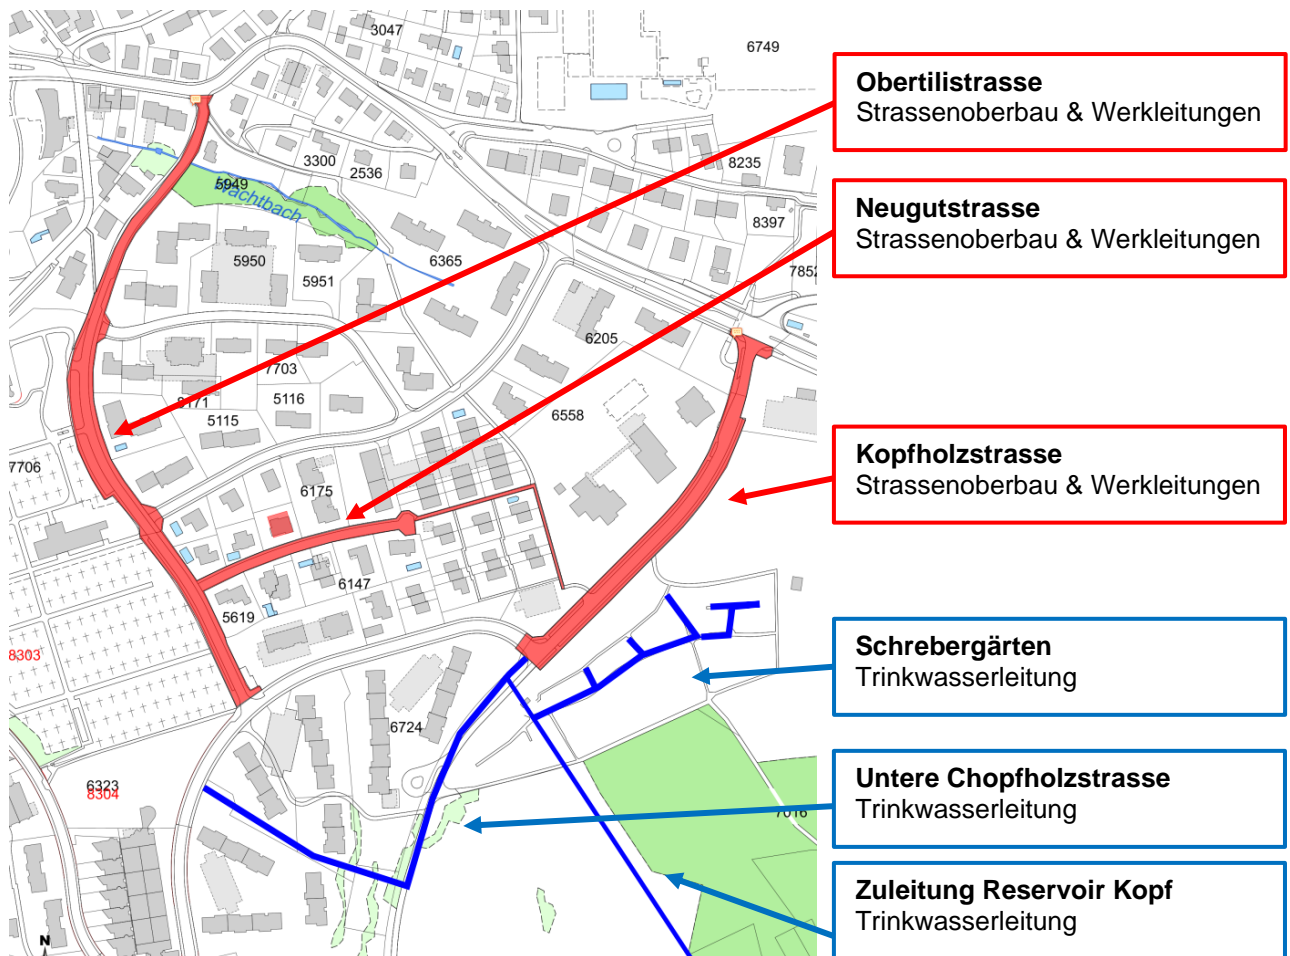 3047
6749
Obertilistrasse
Strassenoberbau & Werkleitungen
3300
2536
8235
5949
8397
Neugutstrasse
Strassenoberbau & Werkleitungen
5950
5951
6365
6205
7703
5116
5115
6558
7706
6175
Kopfholzstrasse
Strassenoberbau & Werkleitungen
6147
5619
8303
Schrebergärten
Trinkwasserleitung
6724
6323
8304
Untere Chopfholzstrasse
Trinkwasserleitung
7016
Zuleitung Reservoir Kopf
Trinkwasserleitung
N